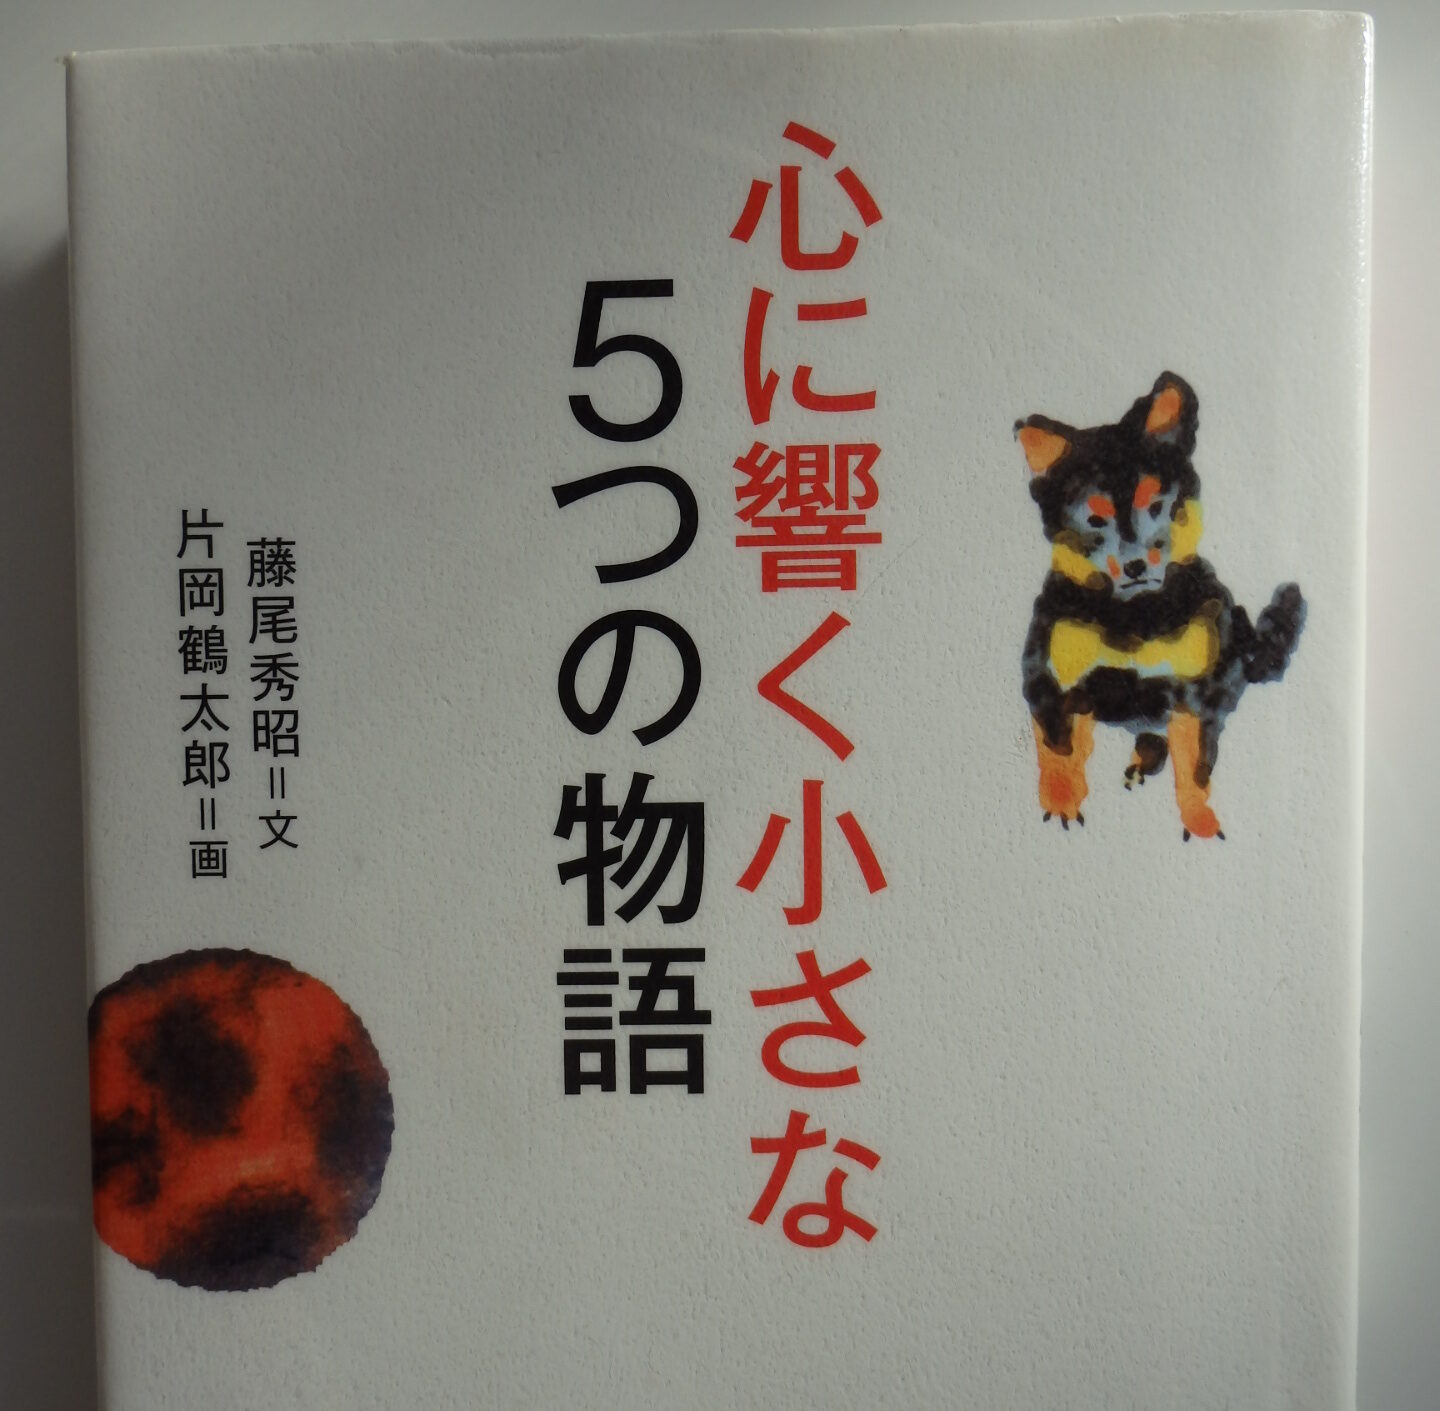 心に響く小さな
5つの物語
藤尾秀昭＝文
片岡鶴太郎＝画